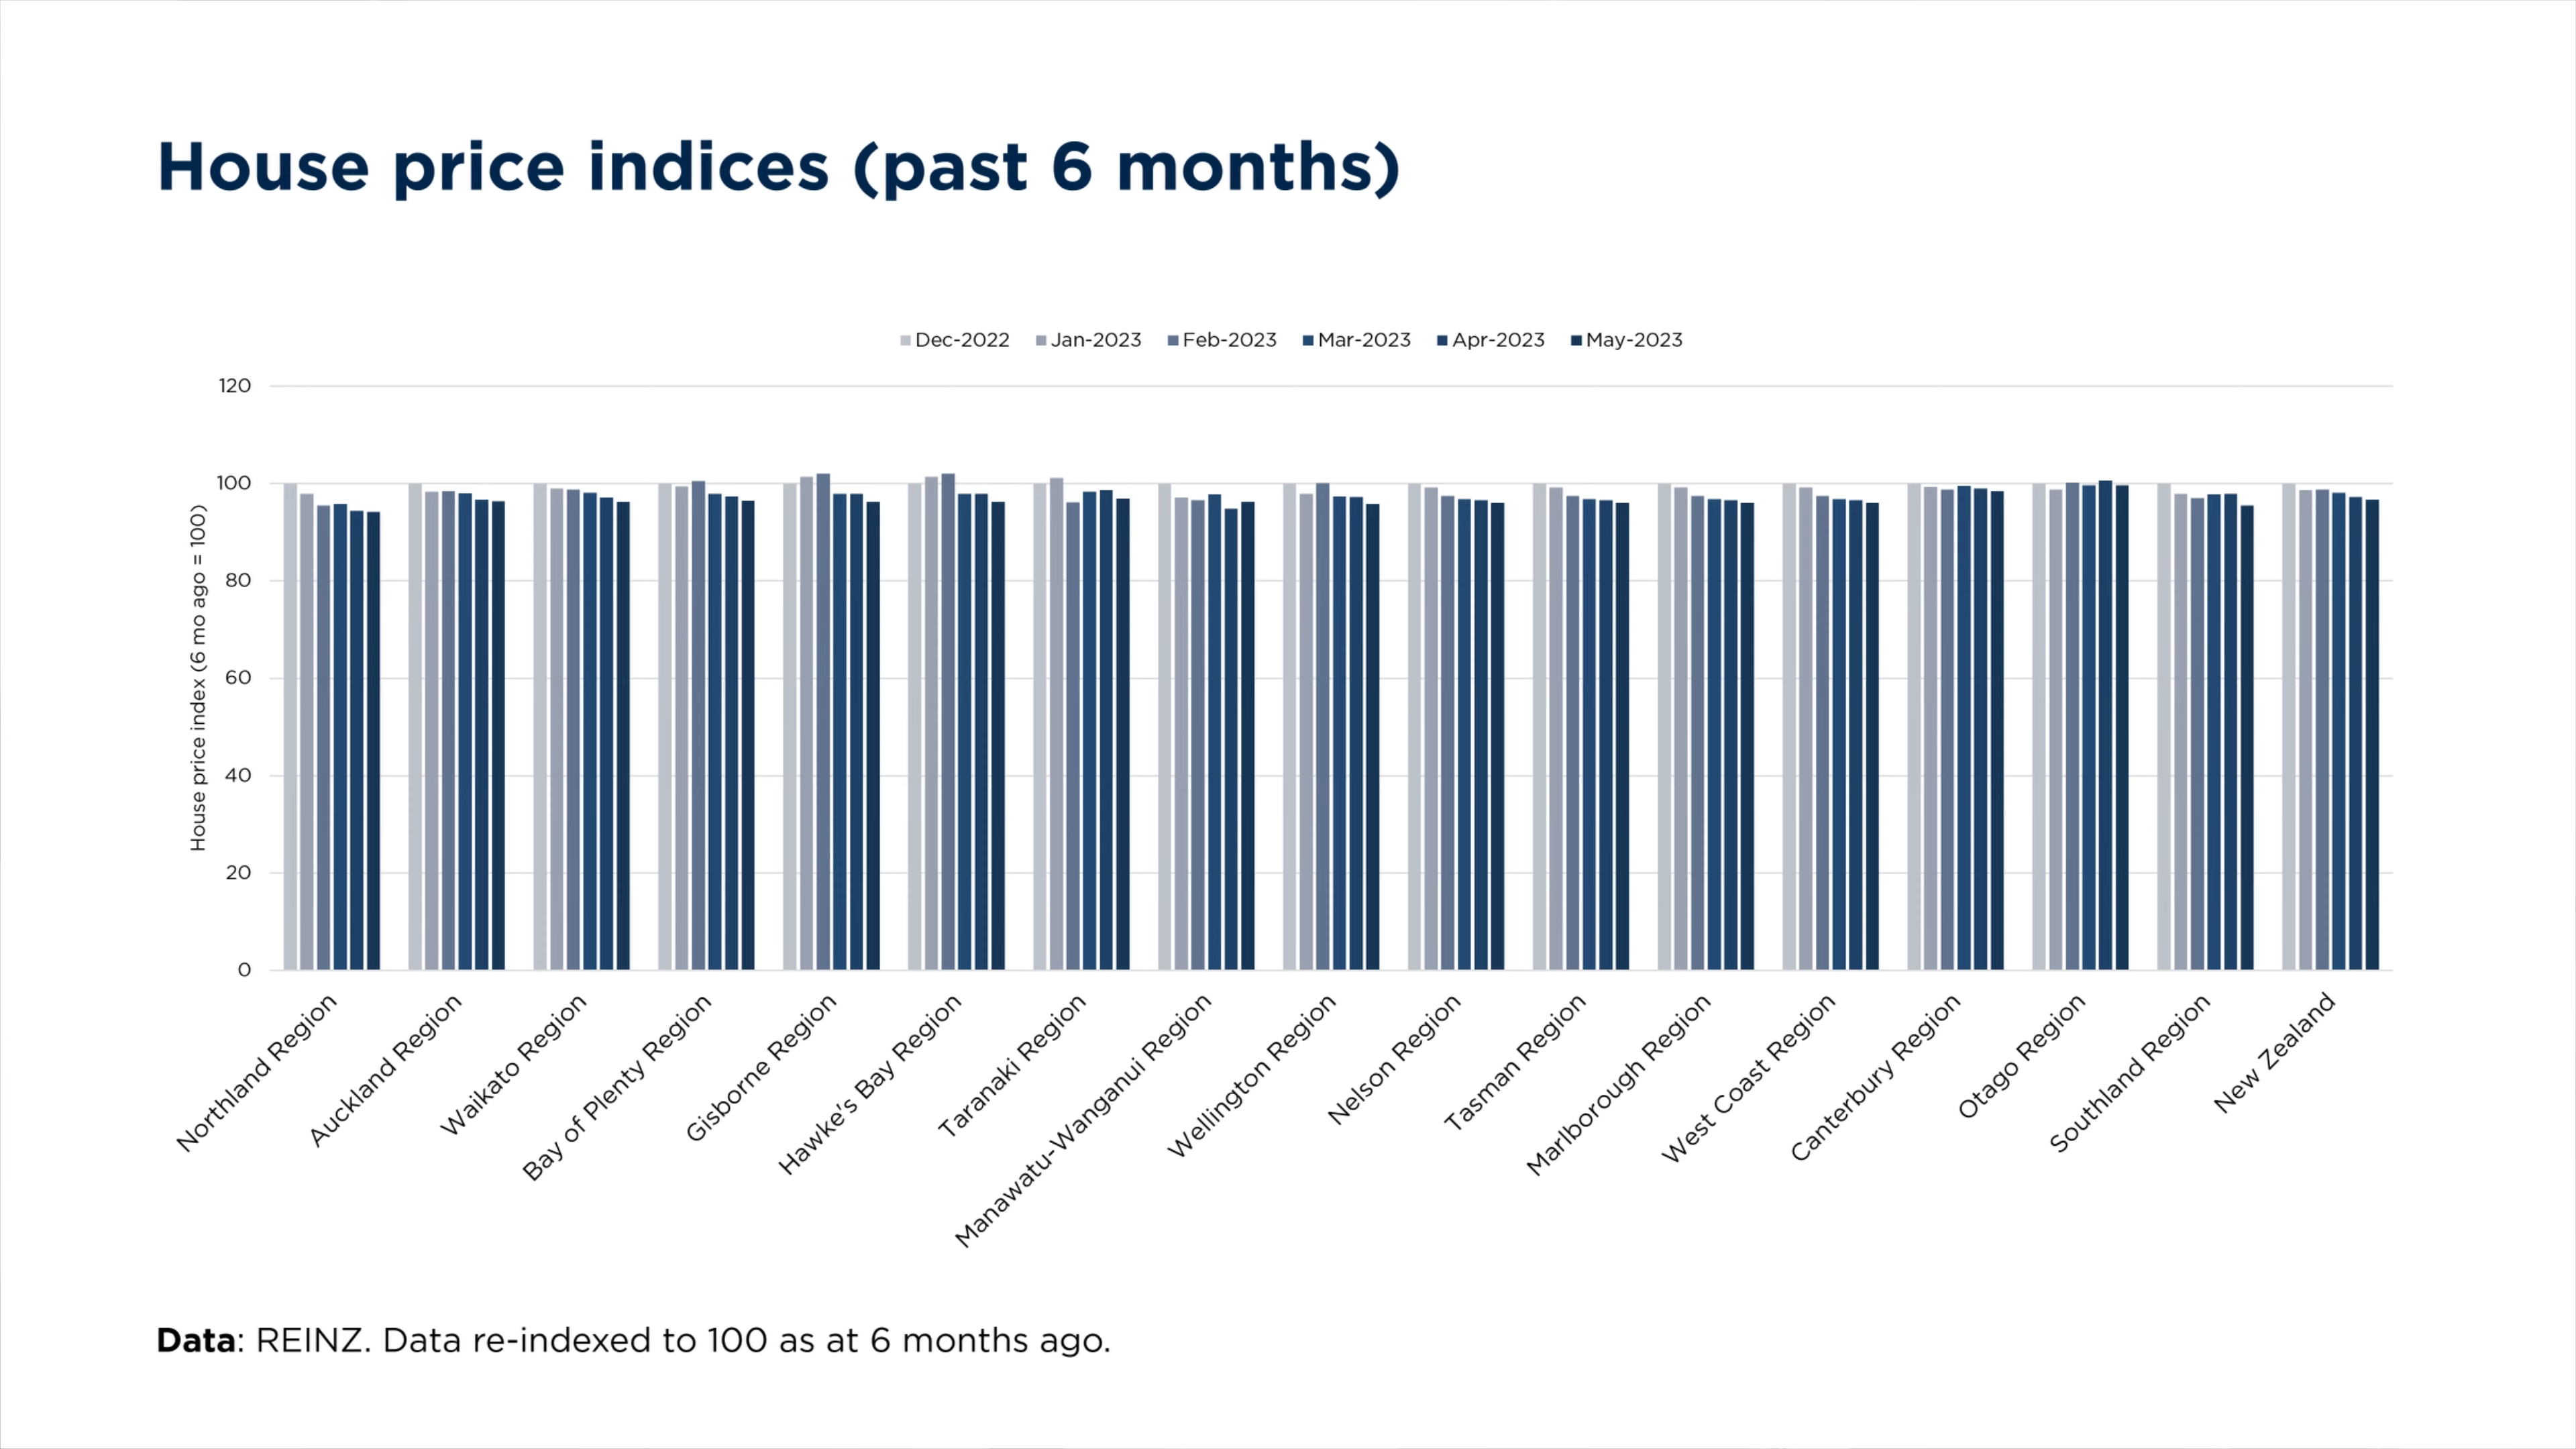 House price indices (past 6 months)
Dec-2022 Jan-2023 Feb-2023 Mar-2023 Apr-2023 May-2023
House price index (6 mo ago = 100)
120
100
80
60
40
20
0
Northland Region
Auckland Region
Waikato Region
Bay of Plenty Region
Gisborne Region
Hawke's Bay Region
Taranaki Region
Manawatu-Wanganui Region
Wellington Region
Nelson Region
Tasman Region
Marlborough Region
West Coast Region
Canterbury Region
Otago Region
Southland Region
New Zealand
Data: REINZ. Data re-indexed to 100 as at 6 months ago.